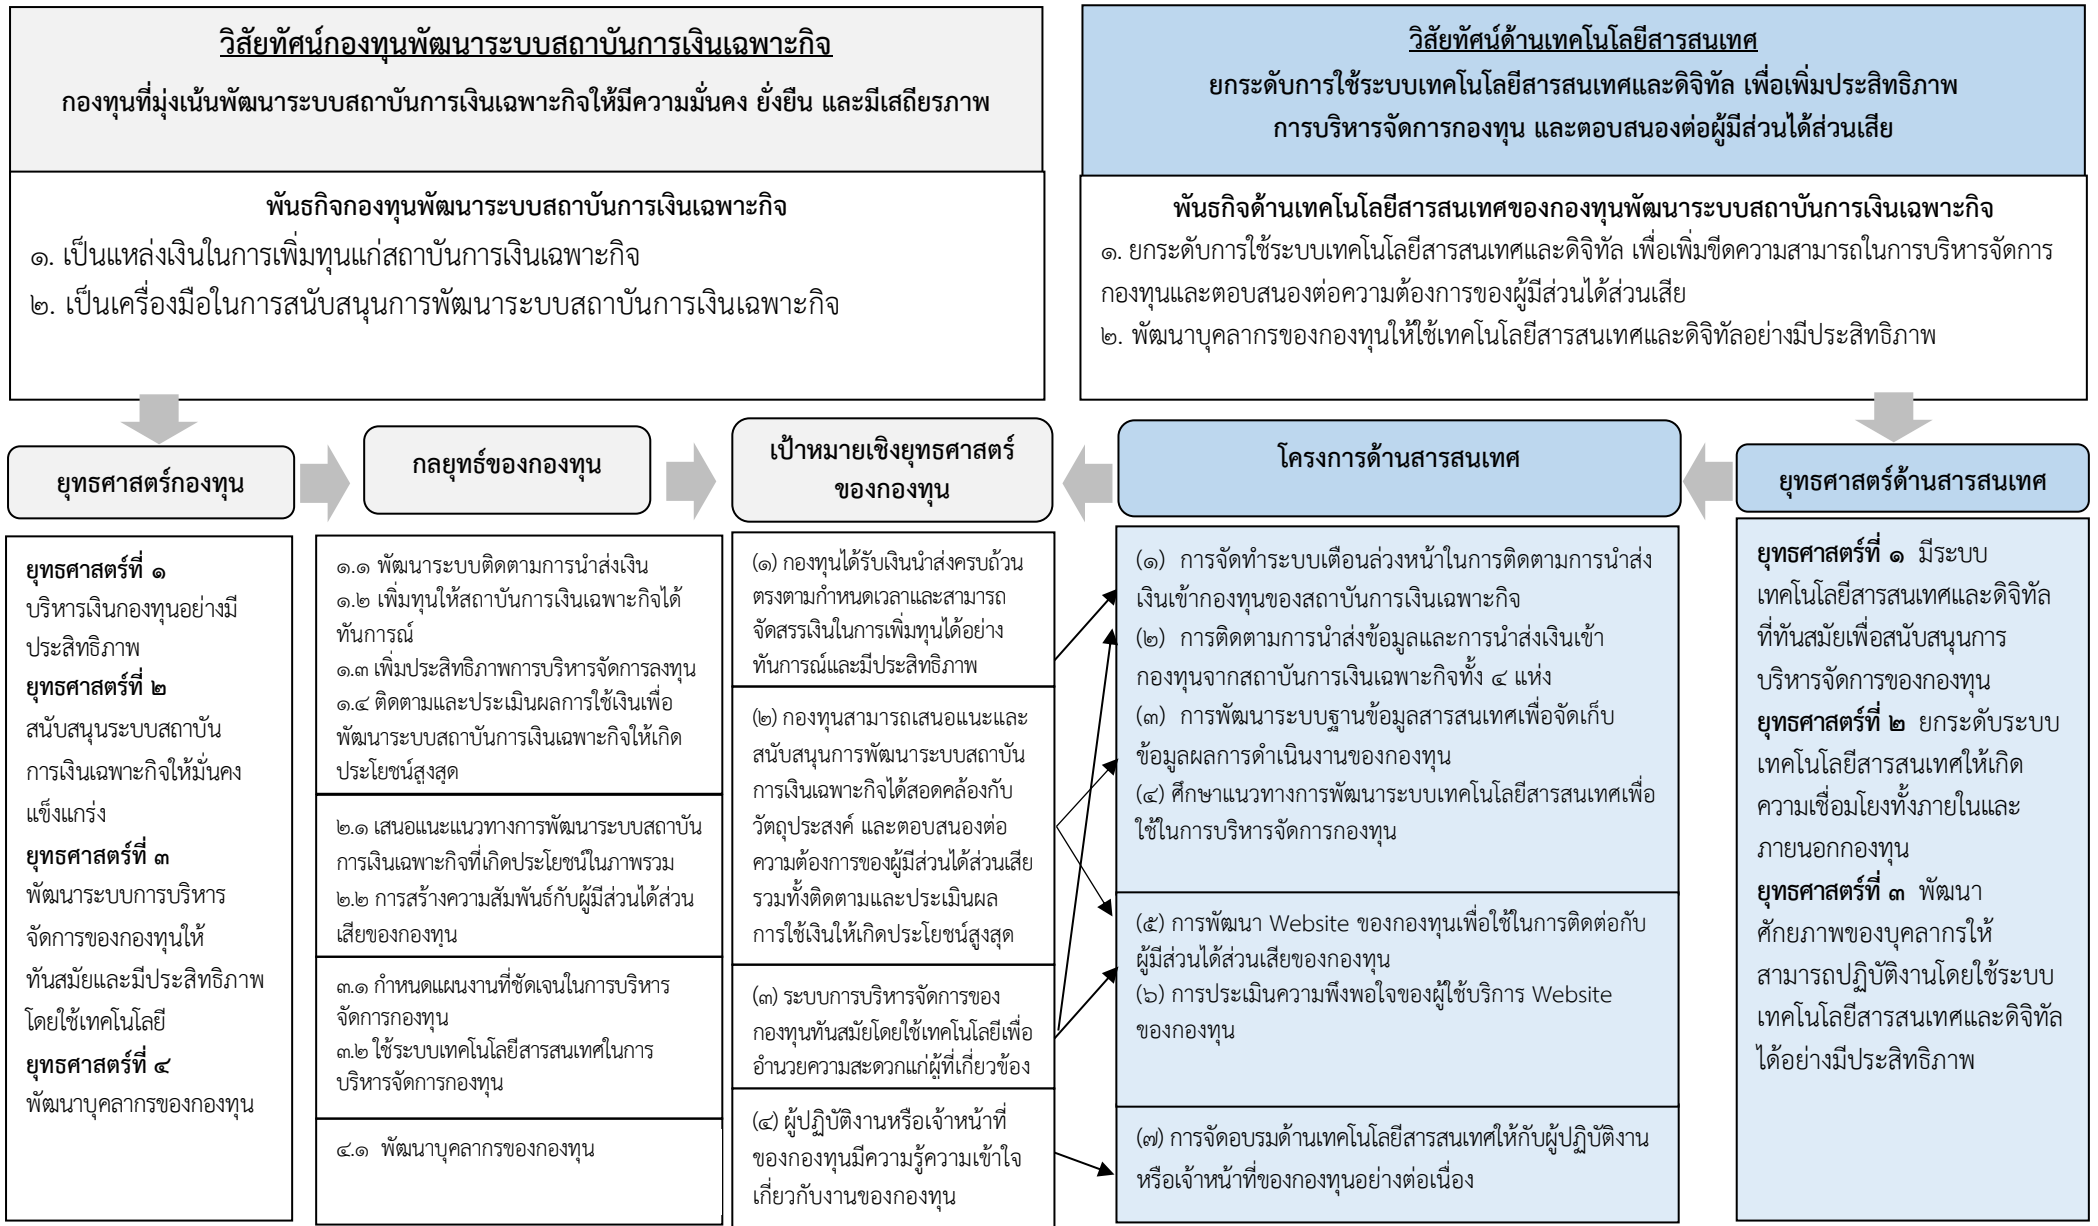 วิสัยทัศน์กองทุนพัฒนาระบบสถาบันการเงินเฉพาะกิจ
กองทุนที่มุ่งเน้นพัฒนาระบบสถาบันการเงินเฉพาะกิจให้มีความมั่นคง ยั่งยืน และมีเสถียรภาพ
วิสัยทัศน์ด้านเทคโนโลยีสารสนเทศ
ยกระดับการใช้ระบบเทคโนโลยีสารสนเทศและดิจิทัล เพื่อเพิ่มประสิทธิภาพ
การบริหารจัดการกองทุน และตอบสนองต่อผู้มีส่วนได้ส่วนเสีย
พันธกิจกองทุนพัฒนาระบบสถาบันการเงินเฉพาะกิจ
๑. เป็นแหล่งเงินในการเพิ่มทุนแก่สถาบันการเงินเฉพาะกิจ
๒. เป็นเครื่องมือในการสนับสนุนการพัฒนาระบบสถาบันการเงินเฉพาะกิจ
พันธกิจด้านเทคโนโลยีสารสนเทศของกองทุนพัฒนาระบบสถาบันการเงินเฉพาะกิจ
๑. ยกระดับการใช้ระบบเทคโนโลยีสารสนเทศและดิจิทัล เพื่อเพิ่มขีดความสามารถในการบริหารจัดการ
กองทุนและตอบสนองต่อความต้องการของผู้มีส่วนได้ส่วนเสีย
๒. พัฒนาบุคลากรของกองทุนให้ใช้เทคโนโลยีสารสนเทศและดิจิทัลอย่างมีประสิทธิภาพ
ยุทธศาสตร์กองทุน
กลยุทธ์ของกองทุน
เป้าหมายเชิงยุทธศาสตร์
ของกองทุน
โครงการด้านสารสนเทศ
ยุทธศาสตร์ด้านสารสนเทศ
ยุทธศาสตร์ที่ ๑
บริหารเงินกองทุนอย่างมี
ประสิทธิภาพ
ยุทธศาสตร์ที่ ๒
สนับสนุนระบบสถาบัน
การเงินเฉพาะกิจให้มั่นคง
แข็งแกร่ง
ยุทธศาสตร์ที่ ๓
พัฒนาระบบการบริหาร
จัดการของกองทุนให้
ทันสมัยและมีประสิทธิภาพ
โดยใช้เทคโนโลยี
ยุทธศาสตร์ที่ ๔
พัฒนาบุคลากรของกองทุน
๑.๑ พัฒนาระบบติดตามการนำส่งเงิน
๑.๒ เพิ่มทุนให้สถาบันการเงินเฉพาะกิจได้
ทันการณ์
๑.๓ เพิ่มประสิทธิภาพการบริหารจัดการลงทุน
๑.๔ ติดตามและประเมินผลการใช้เงินเพื่อ
พัฒนาระบบสถาบันการเงินเฉพาะกิจให้เกิด
ประโยชน์สูงสุด
๒.๑ เสนอแนะแนวทางการพัฒนาระบบสถาบัน
การเงินเฉพาะกิจที่เกิดประโยชน์ในภาพรวม
๒.๒ การสร้างความสัมพันธ์กับผู้มีส่วนได้ส่วน
เสียของกองทุน
๓.๑ กำหนดแผนงานที่ชัดเจนในการบริหาร
จัดการกองทุน
๓.๒ ใช้ระบบเทคโนโลยีสารสนเทศในการ
บริหารจัดการกองทุน
๔.๑ พัฒนาบุคลากรของกองทุน
(๑) กองทุนได้รับเงินนำส่งครบถ้วน
ตรงตามกำหนดเวลาและสามารถ
จัดสรรเงินในการเพิ่มทุนได้อย่าง
ทันการณ์และมีประสิทธิภาพ
(๒) กองทุนสามารถเสนอแนะและ
สนับสนุนการพัฒนาระบบสถาบัน
การเงินเฉพาะกิจได้สอดคล้องกับ
วัตถุประสงค์ และตอบสนองต่อ
ความต้องการของผู้มีส่วนได้ส่วนเสีย
รวมทั้งติดตามและประเมินผล
การใช้เงินให้เกิดประโยชน์สูงสุด
(๓) ระบบการบริหารจัดการของ
กองทุนทันสมัยโดยใช้เทคโนโลยีเพื่อ
อำนวยความสะดวกแก่ผู้ที่เกี่ยวข้อง
(๔) ผู้ปฏิบัติงานหรือเจ้าหน้าที่
ของกองทุนมีความรู้ความเข้าใจ
เกี่ยวกับงานของกองทุน
(๑) การจัดทำระบบเตือนล่วงหน้าในการติดตามการนำส่ง
เงินเข้ากองทุนของสถาบันการเงินเฉพาะกิจ
(๒) การติดตามการนำส่งข้อมูลและการนำส่งเงินเข้า
กองทุนจากสถาบันการเงินเฉพาะกิจทั้ง ๔ แห่ง
(๓) การพัฒนาระบบฐานข้อมูลสารสนเทศเพื่อจัดเก็บ
ข้อมูลผลการดำเนินงานของกองทุน
(๔) ศึกษาแนวทางการพัฒนาระบบเทคโนโลยีสารสนเทศเพื่อ
ใช้ในการบริหารจัดการกองทุน
(๕) การพัฒนา Website ของกองทุนเพื่อใช้ในการติดต่อกับ
ผู้มีส่วนได้ส่วนเสียของกองทุน
(๖) การประเมินความพึงพอใจของผู้ใช้บริการ Website
ของกองทุน
(๗) การจัดอบรมด้านเทคโนโลยีสารสนเทศให้กับผู้ปฏิบัติงาน
หรือเจ้าหน้าที่ของกองทุนอย่างต่อเนื่อง
ยุทธศาสตร์ที่ ๑ มีระบบ
เทคโนโลยีสารสนเทศและดิจิทัล
ที่ทันสมัยเพื่อสนับสนุนการ
บริหารจัดการของกองทุน
ยุทธศาสตร์ที่ ๒ ยกระดับระบบ
เทคโนโลยีสารสนเทศให้เกิด
ความเชื่อมโยงทั้งภายในและ
ภายนอกกองทุน
ยุทธศาสตร์ที่ ๓ พัฒนา
ศักยภาพของบุคลากรให้
สามารถปฏิบัติงานโดยใช้ระบบ
เทคโนโลยีสารสนเทศและดิจิทัล
ได้อย่างมีประสิทธิภาพ